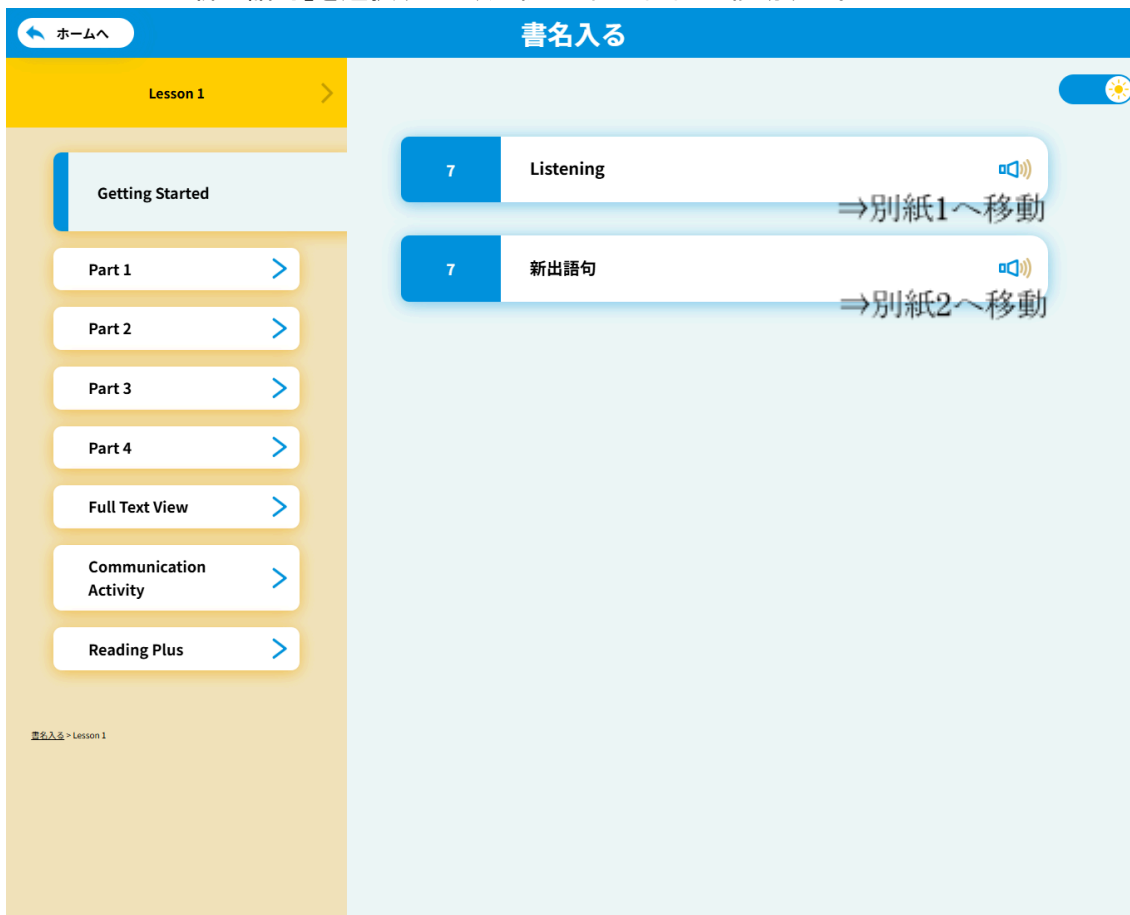 ホームへ
書名入る
Lesson 1
Getting Started
Part 1
Part 2
Part 3
Part 4
Full Text View
Communication
Activity
Reading Plus
書名入る > Lesson 1
7 Listening
⇒別紙1へ移動
7 新出語句
⇒別紙2へ移動